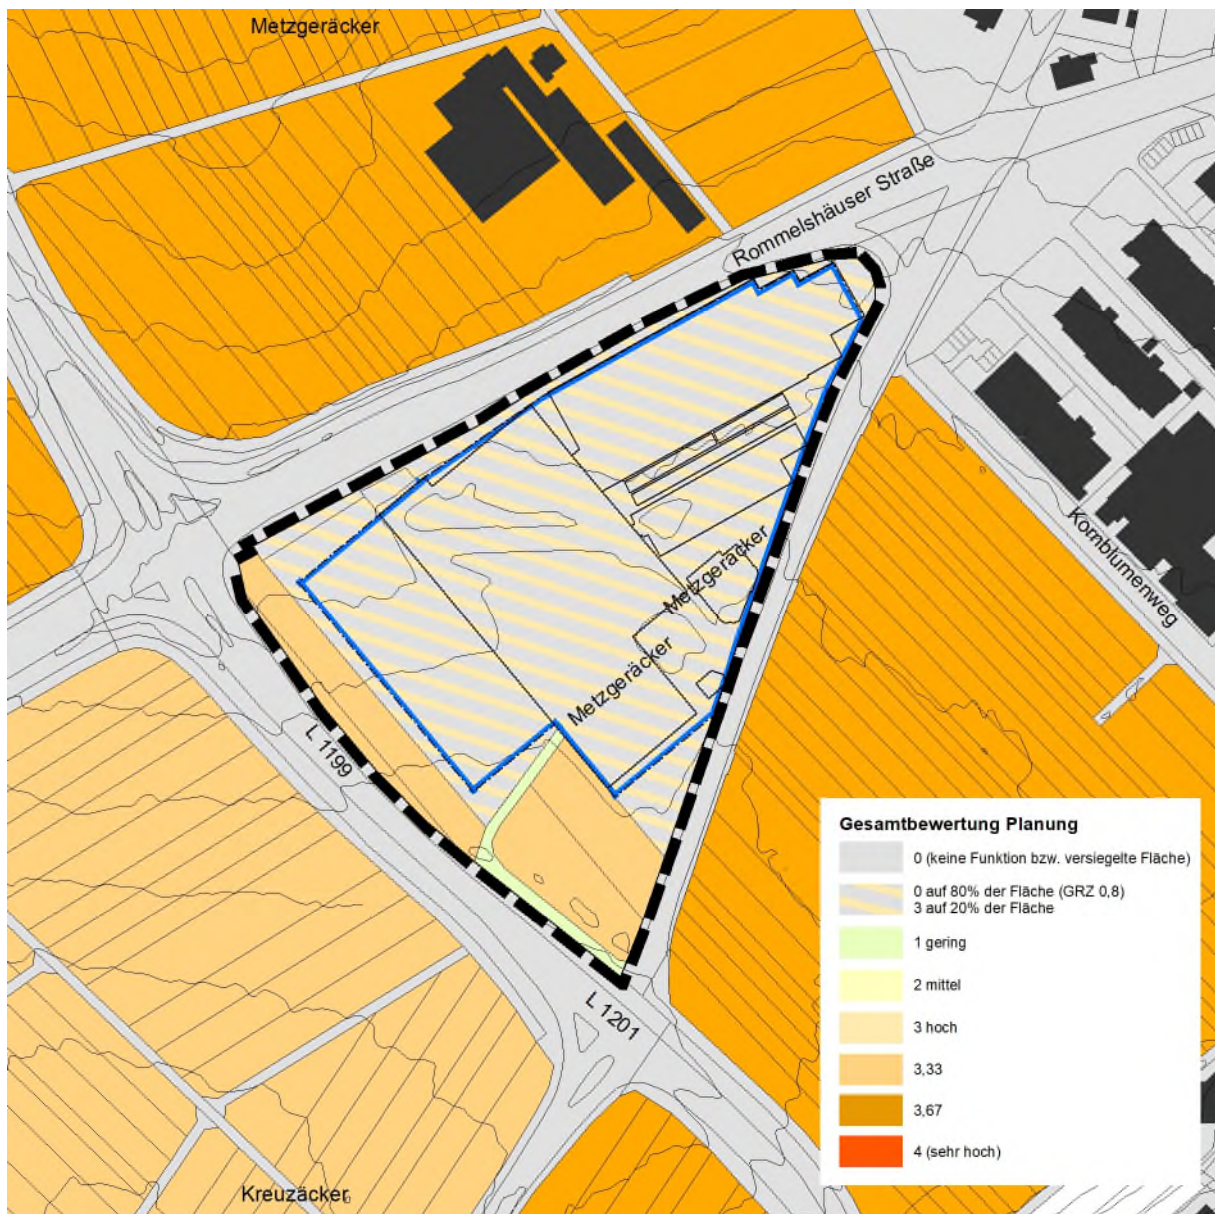 Metzgeräcker
Rommelshäuser Straße
Kornblumenweg
Metzgeräcker
Metzgeräcker
L 1199
L 1201
Kreuzäcker
Gesamtbewertung Planung
0 (keine Funktion bzw. versiegelte Fläche)
0 auf 80% der Fläche (GRZ 0,8)
3 auf 20% der Fläche
1 gering
2 mittel
3 hoch
3,33
3,67
4 (sehr hoch)